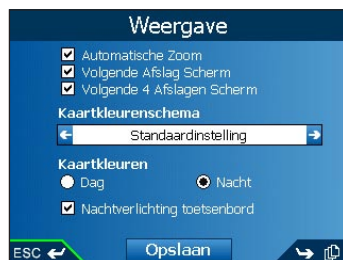 Weergave
Automatische Zoom
Volgende Afslag Scherm
Volgende 4 Afslagen Scherm
Kaartkleurenschema
Standaardinstelling
Kaartkleuren
Dag Nacht
Nachtverlichting toetsenbord
ESC Opslaan